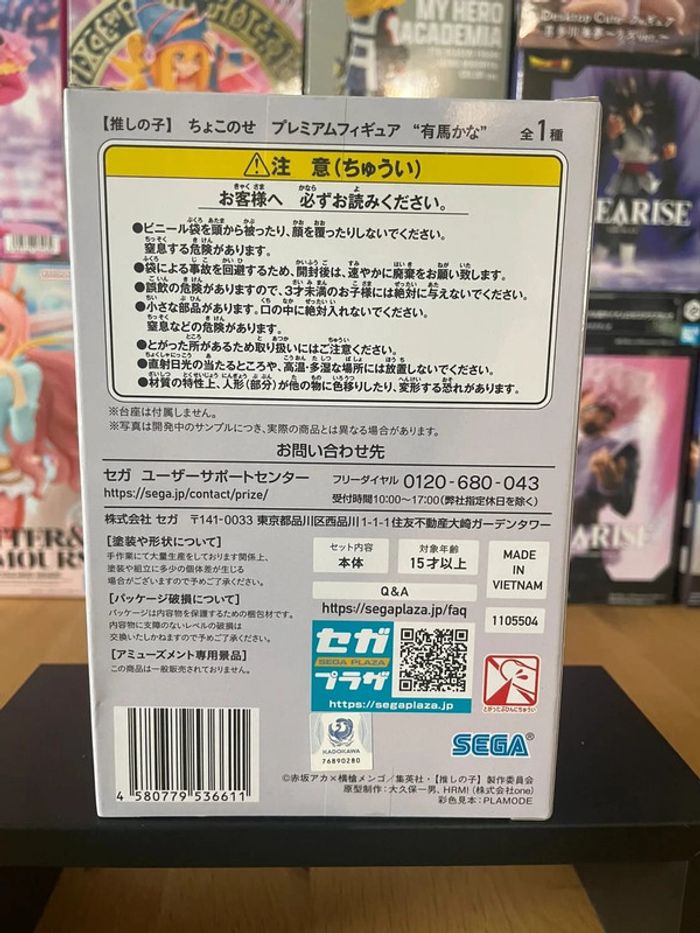 MY HERO
ACADEMIA
EARISE
【推しの子】 ちょこのせ プレミアムフィギュア “有馬かな” 全1種
⚠注 意(ちゅうい)
お客様へ 必ずお読みください。
●ビニール袋を頭から被ったり、顔を覆ったりしないでください。
窒息する危険があります。
●袋による事故を回避するため、開封後は、速やかに廃棄をお願い致します。
●誤飲の危険がありますので、3才未満のお子様には絶対に与えないでください。
●小さな部品があります。口の中に絶対入れないでください。
窒息などの危険があります。
●とがった所があるため取り扱いにはご注意ください。
●直射日光の当たるところや、高温・多湿な場所には放置しないでください。
●材質の特性上、人形(部分)が他の物に色移りしたり、変形する恐れがあります。
※台座は付属しません。
※写真は開発中のサンプルにつき、実際の商品とは異なる場合があります。
お問い合わせ先
セガ ユーザーサポートセンター フリーダイヤル 0120-680-043
https://sega.jp/contact/prize/ 受付時間10:00〜17:00(弊社指定休日を除く)
株式会社 セガ 〒141-0033 東京都品川区西品川1-1-1住友不動産大崎ガーデンタワー
【塗装や形状について】
手作業にて大量生産をしております関係上、
塗装や組立に多少の個体差が生じる
場合がございますので予めご了承ください。
【パッケージ破損について】
パッケージは内容物を保護するための梱包材です。
内容物に支障のないレベルの破損は
交換いたしかねますので予めご了承ください。
【アミューズメント専用景品】
この商品は一般販売されておりません。
セット内容
本体
対象年齢
15才以上
MADE
IN
VIETNAM
Q&A
https://segaplaza.jp/faq
1105504
セガ
SEGA PLAZA
プラザ
https://segaplaza.jp
とがったぶひんにちゅうい
KADOKAWA
76890280
SEGA®
4 580779 536611
©赤坂アカ×横槍メンゴ/集英社・【推しの子】製作委員会
原型制作:大久保一男、HRMI (株式会社one)
彩色見本:PLAMODE
ARISE